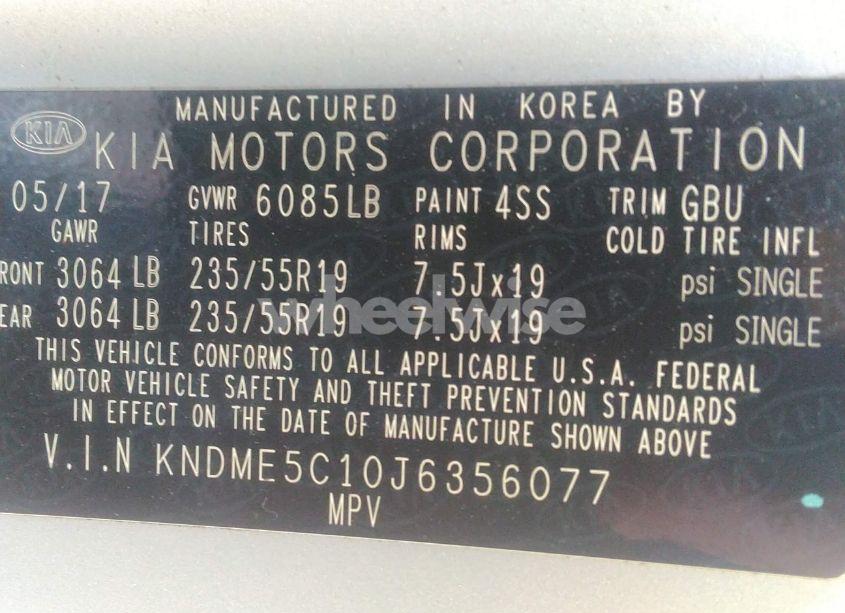 MANUFACTURED IN KOREA BY
KIA KIA MOTORS CORPORATION
05/17 GVWR 6085LB PAINT 4SS TRIM GBU
GAWR TIRES RIMS COLD TIRE INFL
RONT 3064 LB 235/55R19 7.5Jx19 psi SINGLE
EAR 3064 LB 235/55R19 7.5Jx19 psi SINGLE
wheelwise
THIS VEHICLE CONFORMS TO ALL APPLICABLE U.S.A. FEDERAL
MOTOR VEHICLE SAFETY AND THEFT PREVENTION STANDARDS
IN EFFECT ON THE DATE OF MANUFACTURE SHOWN ABOVE
V.I.N KNDME5C10J6356077
MPV